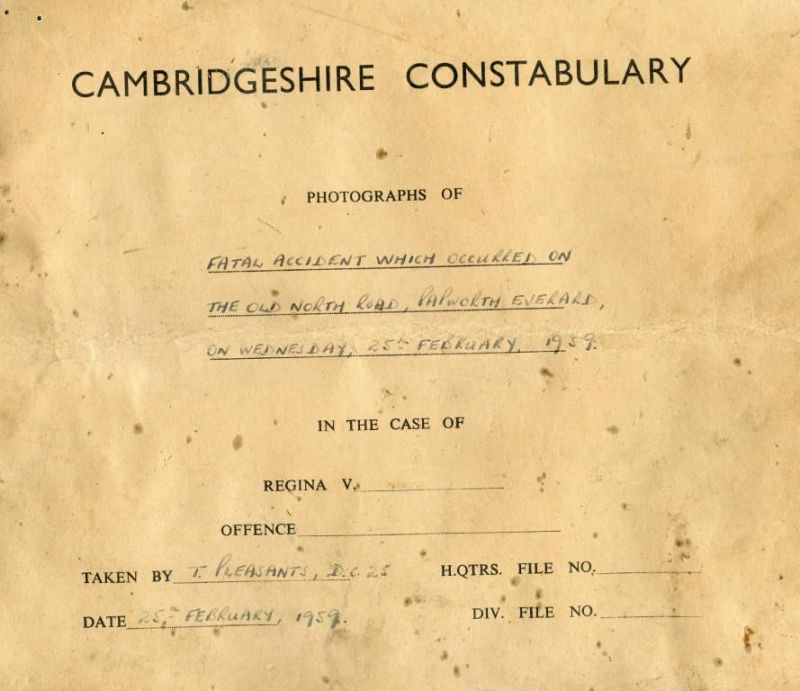 CAMBRIDGESHIRE CONSTABULARY
PHOTOGRAPHS OF
FATAL ACCIDENT WHICH OCCURRED ON
THE OLD NORTH ROAD, PAPWORTH EVERARD,
ON WEDNESDAY, 25th FEBRUARY, 1959.
IN THE CASE OF
REGINA V.
OFFENCE
TAKEN BY T. PLEASANTS, D.C. 25 H.QTRS. FILE NO.
DATE 25th FEBRUARY, 1959. DIV. FILE NO.